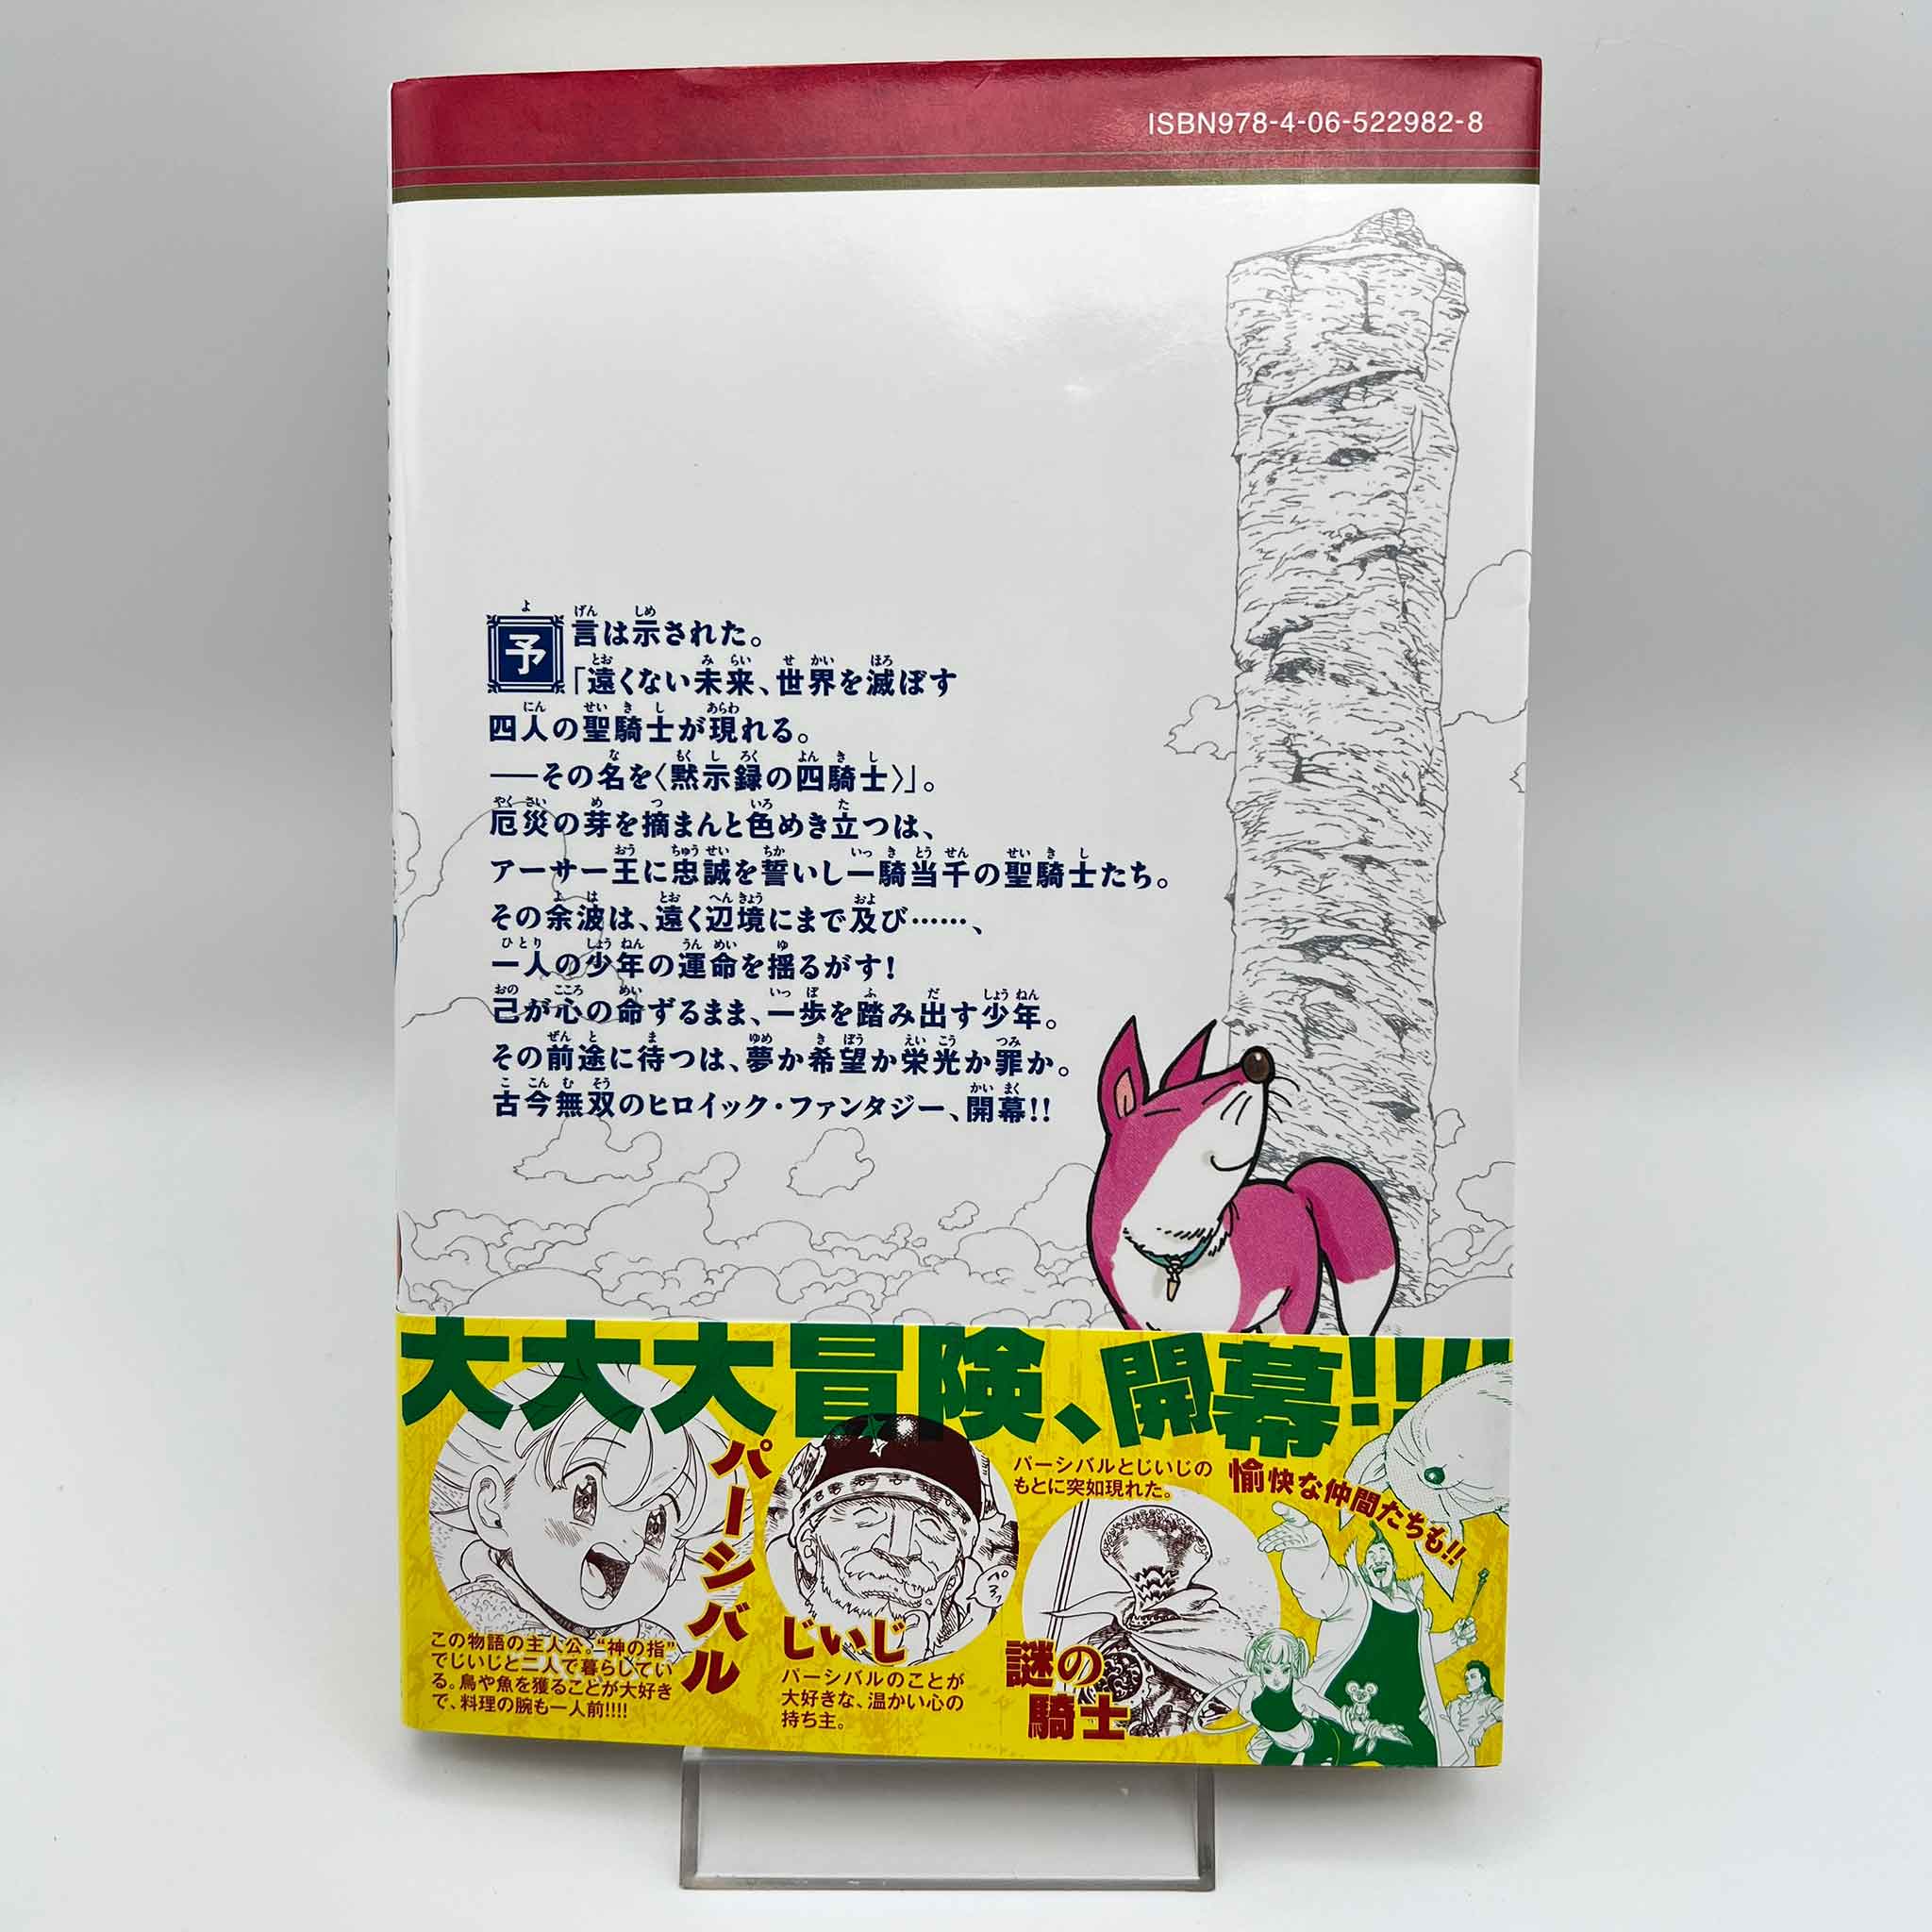 ISBN978-4-06-522982-8
予言は示された。
「遠くない未来、世界を滅ぼす
四人の聖騎士が現れる。
──その名を〈黙示録の四騎士〉」。
厄災の芽を摘まんと色めき立つは、
アーサー王に忠誠を誓いし一騎当千の聖騎士たち。
その余波は、遠く辺境にまで及び……、
一人の少年の運命を揺るがす!
己が心の命ずるまま、一歩を踏み出す少年。
その前途に待つは、夢か希望か栄光か罪か。
古今無双のヒロイック・ファンタジー、開幕!!
大大大冒険、開幕!!!!
パーシバル
この物語の主人公。“神の指”
でじいじと二人で暮らしてい
る。鳥や魚を獲ることが大好き
で、料理の腕も一人前!!!!
じいじ
パーシバルのことが
大好きな、温かい心の
持ち主。
パーシバルとじいじの
もとに突如現れた。
謎の
騎士
愉快な仲間たちも!!